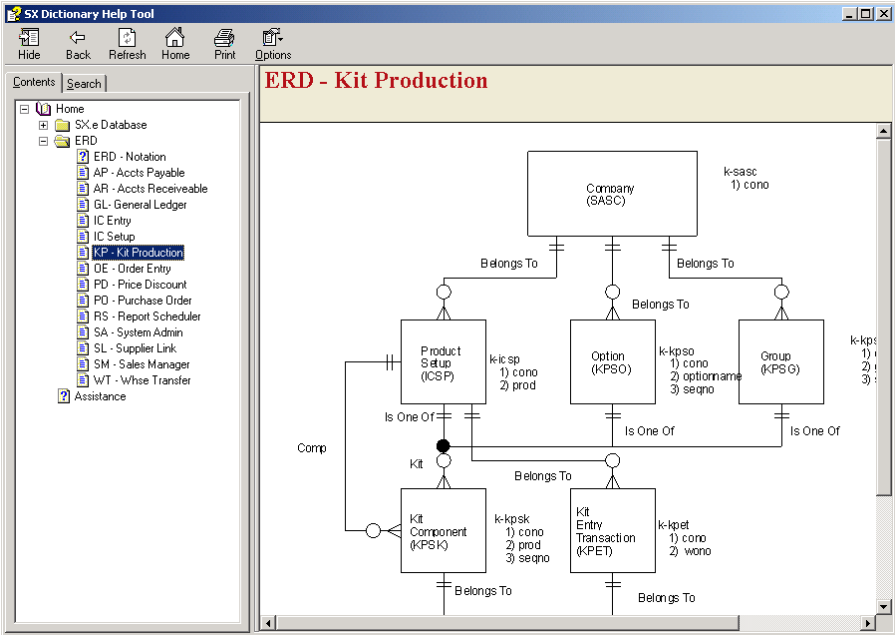 SX Dictionary Help Tool
Hide Back Refresh Home Print Options
Contents Search
Home
SX.e Database
ERD
ERD - Notation
AP - Accts Payable
AR - Accts Receiveable
GL- General Ledger
IC Entry
IC Setup
KP - Kit Production
OE - Order Entry
PD - Price Discount
PO - Purchase Order
RS - Report Scheduler
SA - System Admin
SL - Supplier Link
SM - Sales Manager
WT - Whse Transfer
Assistance
ERD - Kit Production
Company
(SASC)
k-sasc
1) cono
Belongs To
Belongs To
Belongs To
Product
Setup
(ICSP)
k-icsp
1) cono
2) prod
Option
(KPSO)
k-kpso
1) cono
2) optionname
3) seqno
Group
(KPSG)
k-kps
1)
2)
3)
Is One Of
Is One Of
Is One Of
Comp
Kit
Belongs To
Kit
Component
(KPSK)
k-kpsk
1) cono
2) prod
3) seqno
Kit
Entry
Transaction
(KPET)
k-kpet
1) cono
2) wono
Belongs To
Belongs To